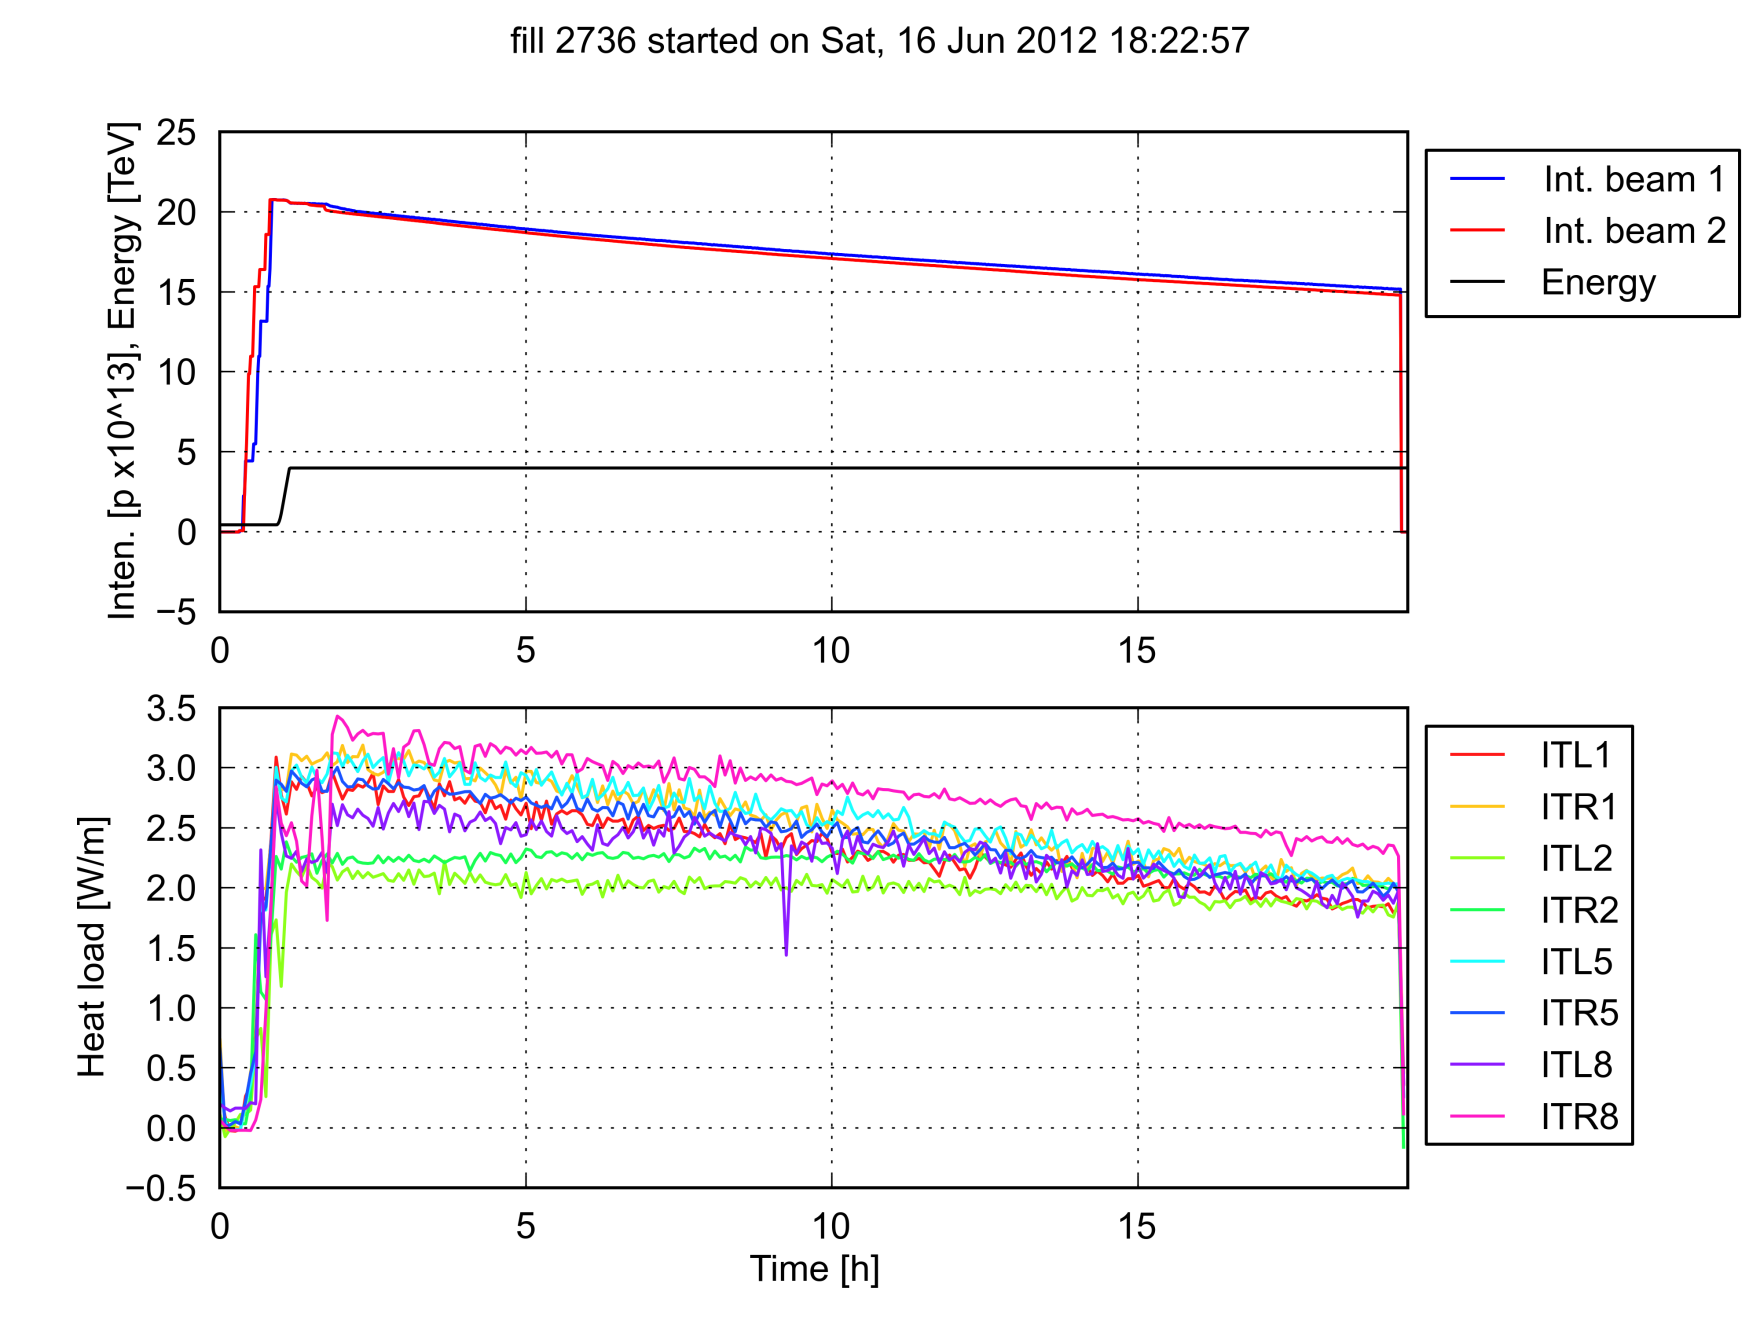 fill 2736 started on Sat, 16 Jun 2012 18:22:57
Inten. [p x10^13], Energy [TeV]
25
20
15
10
5
0
−5
0 5 10 15
Int. beam 1
Int. beam 2
Energy
Heat load [W/m]
3.5
3.0
2.5
2.0
1.5
1.0
0.5
0.0
−0.5
0 5 10 15
Time [h]
ITL1
ITR1
ITL2
ITR2
ITL5
ITR5
ITL8
ITR8